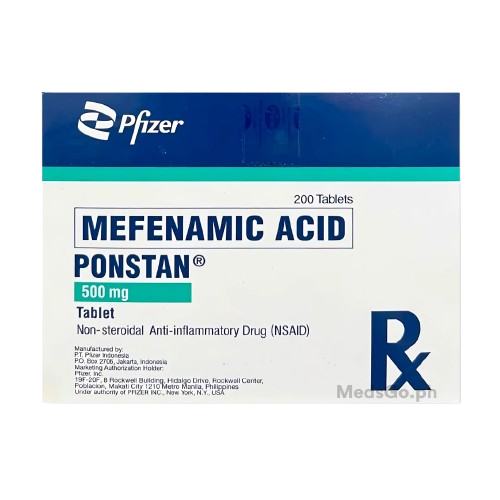 Pfizer
200 Tablets
MEFENAMIC ACID
PONSTAN®
500 mg
Tablet
Non-steroidal Anti-inflammatory Drug (NSAID)
Manufactured by:
PT. Pfizer Indonesia
P.O. Box 2706, Jakarta, Indonesia
Marketing Authorization Holder:
Pfizer, Inc.
19F-20F, 8 Rockwell Building, Hidalgo Drive, Rockwell Center,
Poblacion, Makati City 1210 Metro Manila, Philippines
Under authority of PFIZER INC., New York, N.Y., USA
Rx
MedsGo.ph